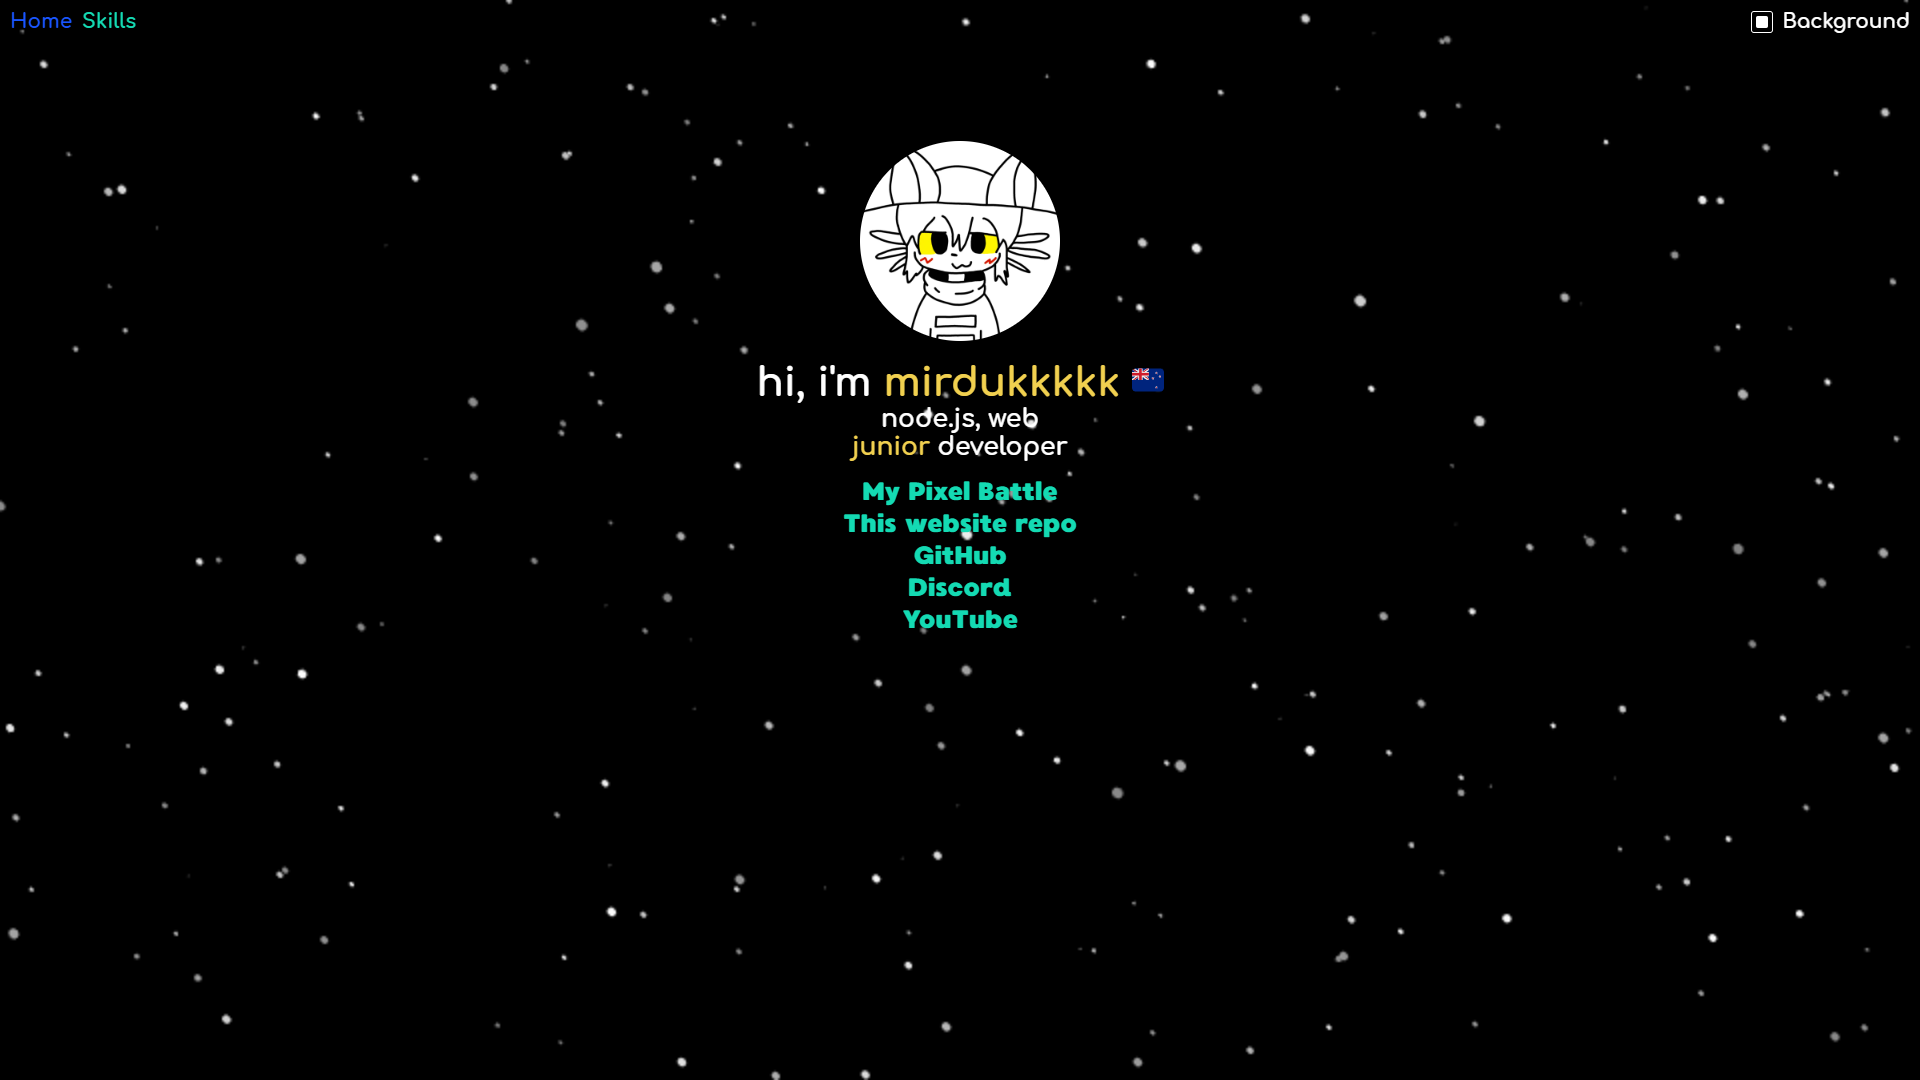 Home Skills
Background
hi, i'm mirdukkkkk
node.js, web
junior developer
My Pixel Battle
This website repo
GitHub
Discord
YouTube